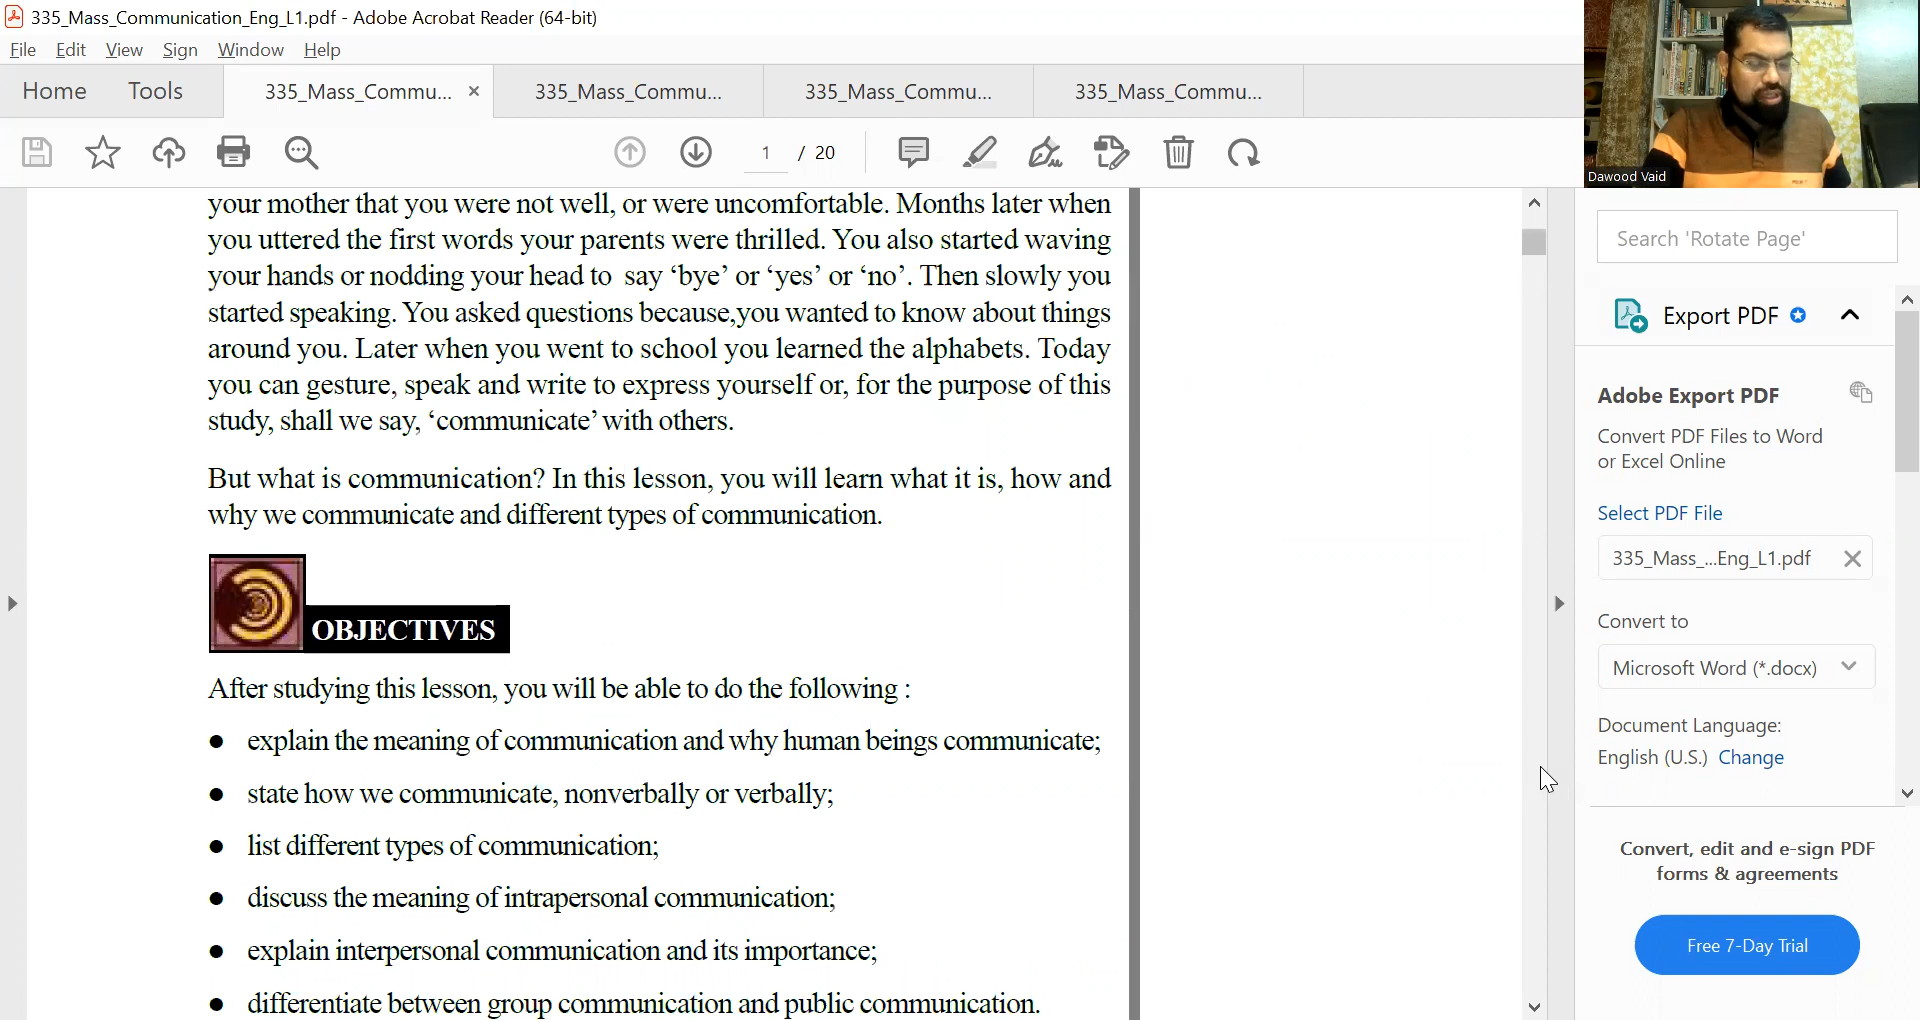 335_Mass_Communication_Eng_L1.pdf - Adobe Acrobat Reader (64-bit)
File Edit View Sign Window Help
Home Tools 335_Mass_Commu... 335_Mass_Commu... 335_Mass_Commu... 335_Mass_Commu...
1 / 20
Dawood Vaid
your mother that you were not well, or were uncomfortable. Months later when
you uttered the first words your parents were thrilled. You also started waving
your hands or nodding your head to say ‘bye’ or ‘yes’ or ‘no’. Then slowly you
started speaking. You asked questions because,you wanted to know about things
around you. Later when you went to school you learned the alphabets. Today
you can gesture, speak and write to express yourself or, for the purpose of this
study, shall we say, ‘communicate’ with others.
But what is communication? In this lesson, you will learn what it is, how and
why we communicate and different types of communication.
OBJECTIVES
After studying this lesson, you will be able to do the following :
● explain the meaning of communication and why human beings communicate;
● state how we communicate, nonverbally or verbally;
● list different types of communication;
● discuss the meaning of intrapersonal communication;
● explain interpersonal communication and its importance;
● differentiate between group communication and public communication.
Search 'Rotate Page'
Export PDF
Adobe Export PDF
Convert PDF Files to Word
or Excel Online
Select PDF File
335_Mass_...Eng_L1.pdf
Convert to
Microsoft Word (*.docx)
Document Language:
English (U.S.) Change
Convert, edit and e-sign PDF
forms & agreements
Free 7-Day Trial